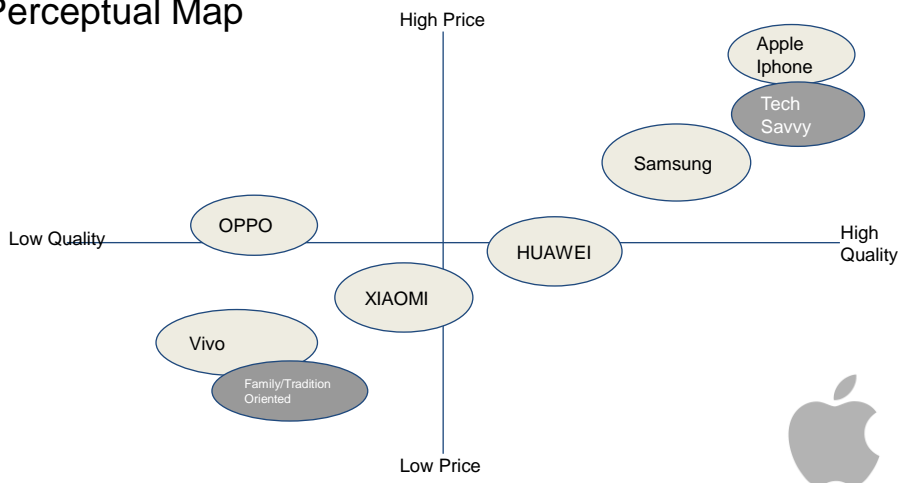 Perceptual Map
High Price
Apple
Iphone
Tech
Savvy
Samsung
OPPO
Low Quality
High
Quality
HUAWEI
XIAOMI
Vivo
Family/Tradition
Oriented
Low Price